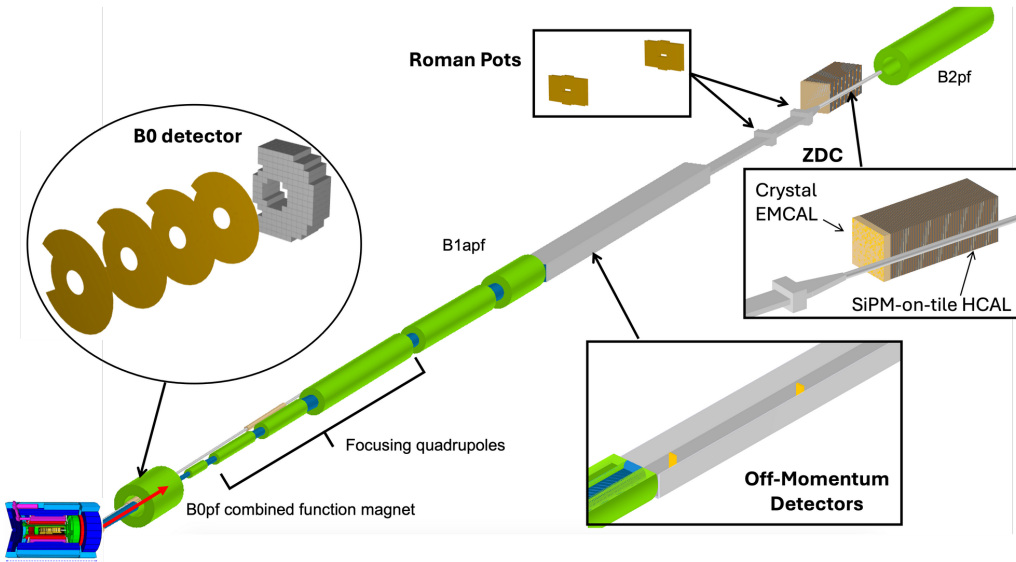 Roman Pots
B2pf
B0 detector
ZDC
Crystal
EMCAL
SiPM-on-tile HCAL
B1apf
Focusing quadrupoles
B0pf combined function magnet
Off-Momentum
Detectors